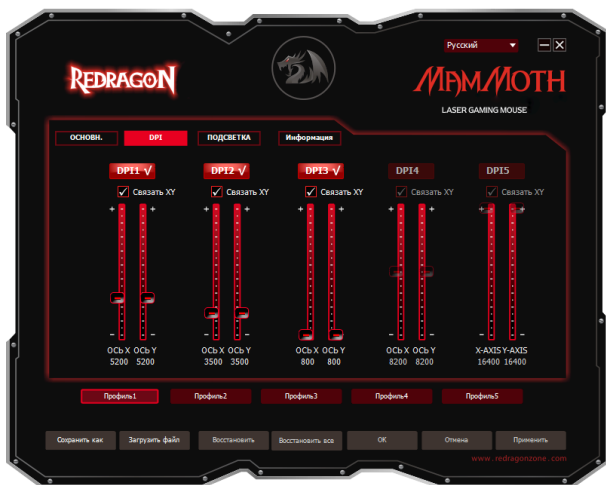 Русский
REDRAGON
MAMMOTH
LASER GAMING MOUSE
ОСНОВН. DPI ПОДСВЕТКА Информация
DPI1 √ DPI2 √ DPI3 √ DPI4 DPI5
Связать XY Связать XY Связать XY Связать XY Связать XY
+ + + + + + + + + +
- - - - - - - - - -
ОСЬ X ОСЬ Y ОСЬ X ОСЬ Y ОСЬ X ОСЬ Y ОСЬ X ОСЬ Y X-AXIS Y-AXIS
5200 5200 3500 3500 800 800 8200 8200 16400 16400
Профиль1 Профиль2 Профиль3 Профиль4 Профиль5
Сохранить как Загрузить файл Восстановить Восстановить все OK Отмена Применить
www.redragonzone.com